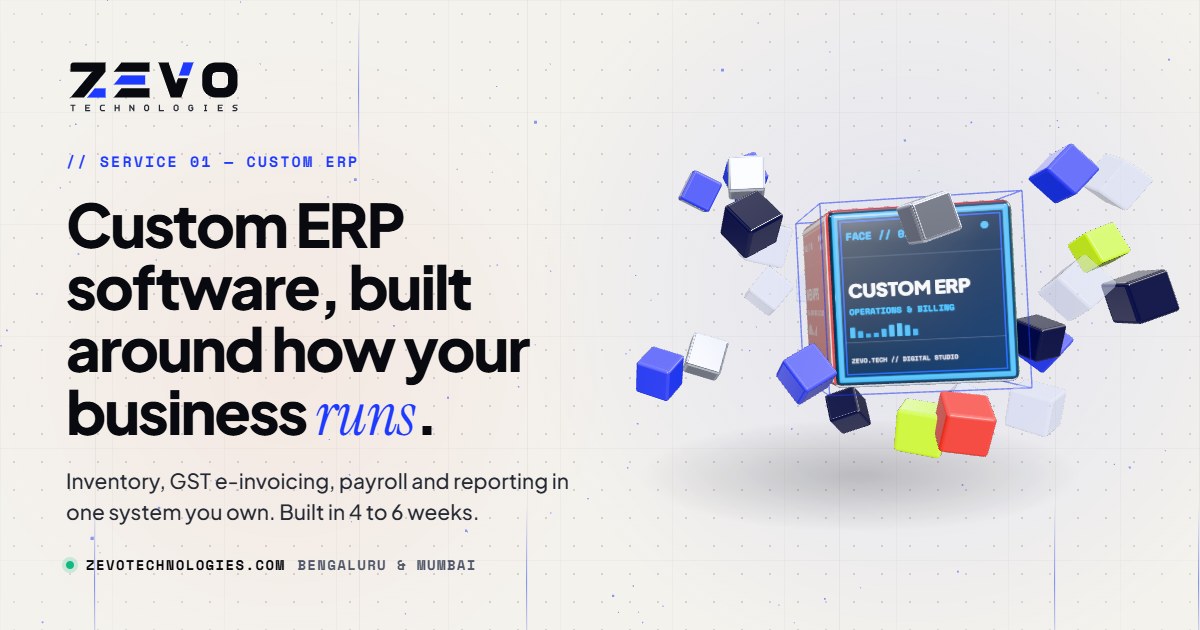 ZEVO
TECHNOLOGIES
// SERVICE 01 — CUSTOM ERP
Custom ERP
software, built
around how your
business runs.
Inventory, GST e-invoicing, payroll and reporting in
one system you own. Built in 4 to 6 weeks.
ZEVOTECHNOLOGIES.COM BENGALURU & MUMBAI
FACE // 
CUSTOM ERP
OPERATIONS & BILLING
ZEVO.TECH // DIGITAL STUDIO